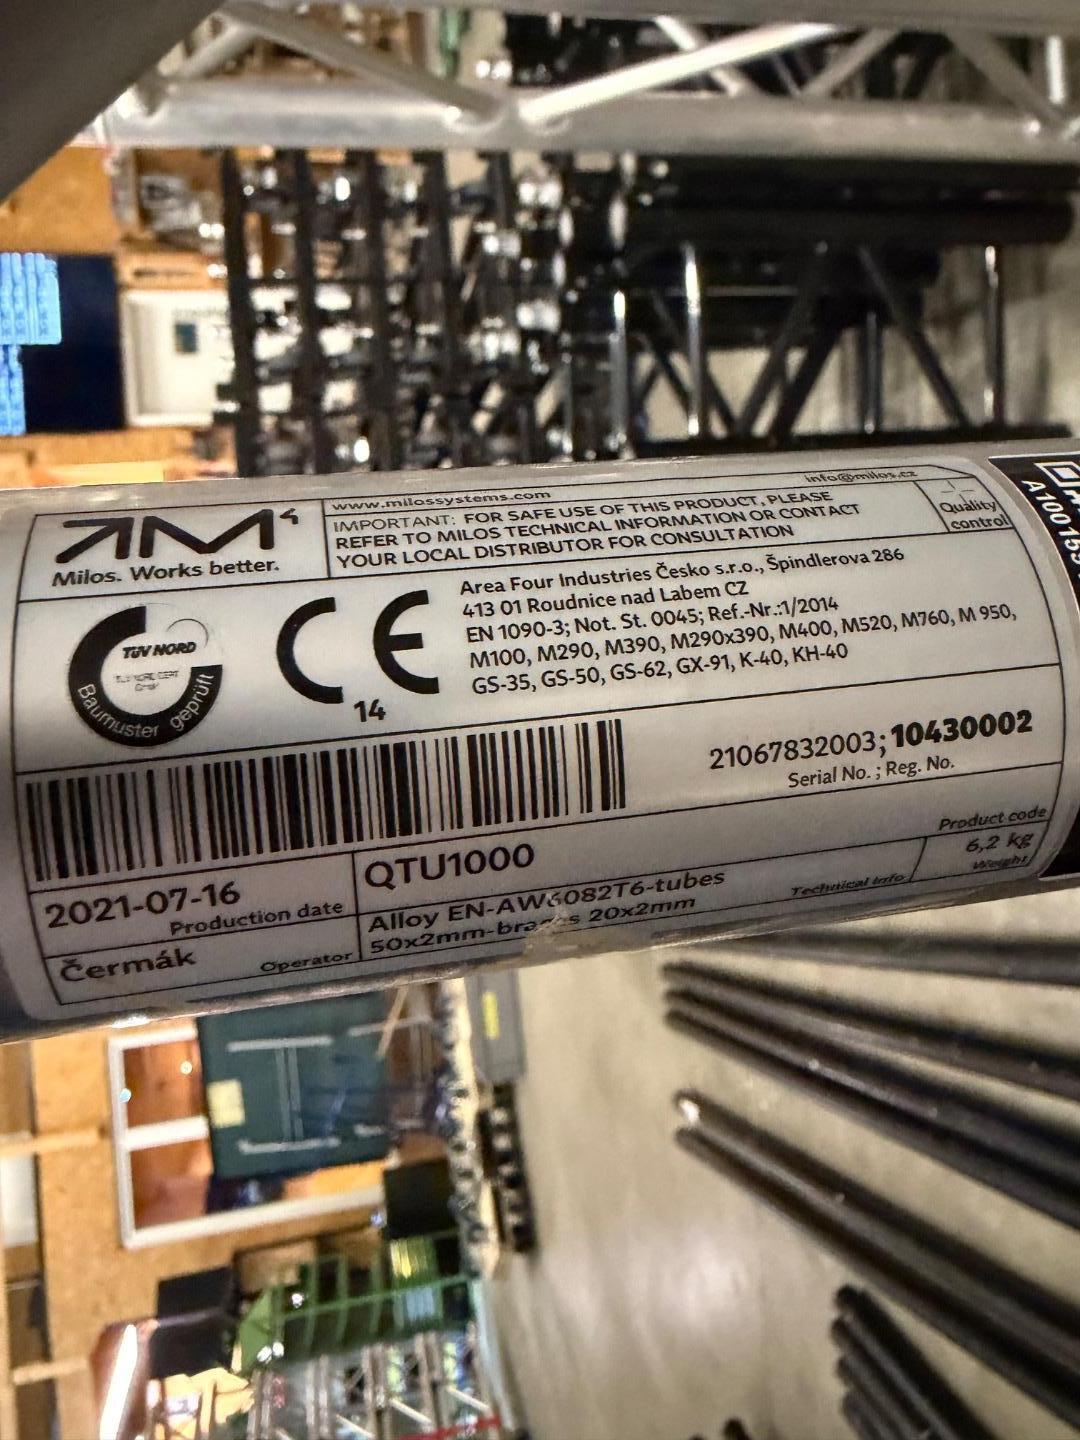 M4
Milos. Works better.
www.milossystems.com
info@milos.cz
IMPORTANT: FOR SAFE USE OF THIS PRODUCT, PLEASE
REFER TO MILOS TECHNICAL INFORMATION OR CONTACT
YOUR LOCAL DISTRIBUTOR FOR CONSULTATION
Quality
control
TÜV NORD
Baumuster geprüft
CE
14
Area Four Industries Česko s.r.o., Špindlerova 286
413 01 Roudnice nad Labem CZ
EN 1090-3; Not. St. 0045; Ref.-Nr.:1/2014
M100, M290, M390, M290x390, M400, M520, M760, M 950,
GS-35, GS-50, GS-62, GX-91, K-40, KH-40
21067832003; 10430002
Serial No. ; Reg. No.
2021-07-16
Production date
QTU1000
Product code
Čermák
Operator
Alloy EN-AW6082T6-tubes
50x2mm-braces 20x2mm
Technical Info.
6,2 kg
Weight